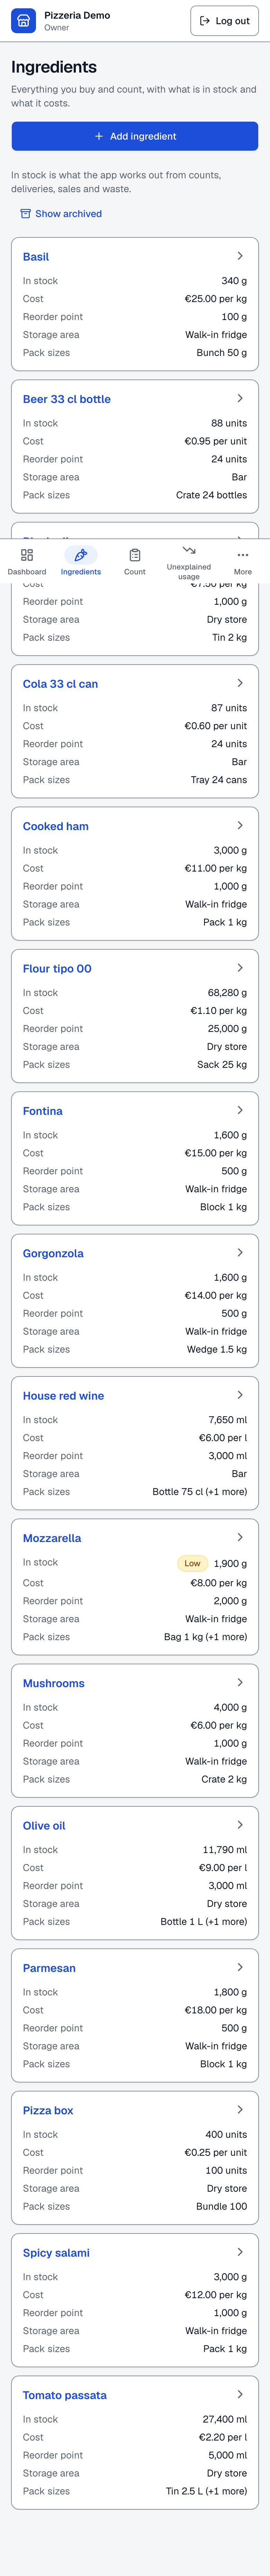 Pizzeria Demo
Owner
Log out
Ingredients
Everything you buy and count, with what is in stock and
what it costs.
Add ingredient
In stock is what the app works out from counts,
deliveries, sales and waste.
Show archived
Basil
In stock 340 g
Cost €25.00 per kg
Reorder point 100 g
Storage area Walk-in fridge
Pack sizes Bunch 50 g
Beer 33 cl bottle
In stock 88 units
Cost €0.95 per unit
Reorder point 24 units
Storage area Bar
Pack sizes Crate 24 bottles
Dashboard
Ingredients
Count
Unexplained
usage
More
Cost €7.50 per kg
Reorder point 1,000 g
Storage area Dry store
Pack sizes Tin 2 kg
Cola 33 cl can
In stock 87 units
Cost €0.60 per unit
Reorder point 24 units
Storage area Bar
Pack sizes Tray 24 cans
Cooked ham
In stock 3,000 g
Cost €11.00 per kg
Reorder point 1,000 g
Storage area Walk-in fridge
Pack sizes Pack 1 kg
Flour tipo 00
In stock 68,280 g
Cost €1.10 per kg
Reorder point 25,000 g
Storage area Dry store
Pack sizes Sack 25 kg
Fontina
In stock 1,600 g
Cost €15.00 per kg
Reorder point 500 g
Storage area Walk-in fridge
Pack sizes Block 1 kg
Gorgonzola
In stock 1,600 g
Cost €14.00 per kg
Reorder point 500 g
Storage area Walk-in fridge
Pack sizes Wedge 1.5 kg
House red wine
In stock 7,650 ml
Cost €6.00 per l
Reorder point 3,000 ml
Storage area Bar
Pack sizes Bottle 75 cl (+1 more)
Mozzarella
In stock Low 1,900 g
Cost €8.00 per kg
Reorder point 2,000 g
Storage area Walk-in fridge
Pack sizes Bag 1 kg (+1 more)
Mushrooms
In stock 4,000 g
Cost €6.00 per kg
Reorder point 1,000 g
Storage area Walk-in fridge
Pack sizes Crate 2 kg
Olive oil
In stock 11,790 ml
Cost €9.00 per l
Reorder point 3,000 ml
Storage area Dry store
Pack sizes Bottle 1 L (+1 more)
Parmesan
In stock 1,800 g
Cost €18.00 per kg
Reorder point 500 g
Storage area Walk-in fridge
Pack sizes Block 1 kg
Pizza box
In stock 400 units
Cost €0.25 per unit
Reorder point 100 units
Storage area Dry store
Pack sizes Bundle 100
Spicy salami
In stock 3,000 g
Cost €12.00 per kg
Reorder point 1,000 g
Storage area Walk-in fridge
Pack sizes Pack 1 kg
Tomato passata
In stock 27,400 ml
Cost €2.20 per l
Reorder point 5,000 ml
Storage area Dry store
Pack sizes Tin 2.5 L (+1 more)